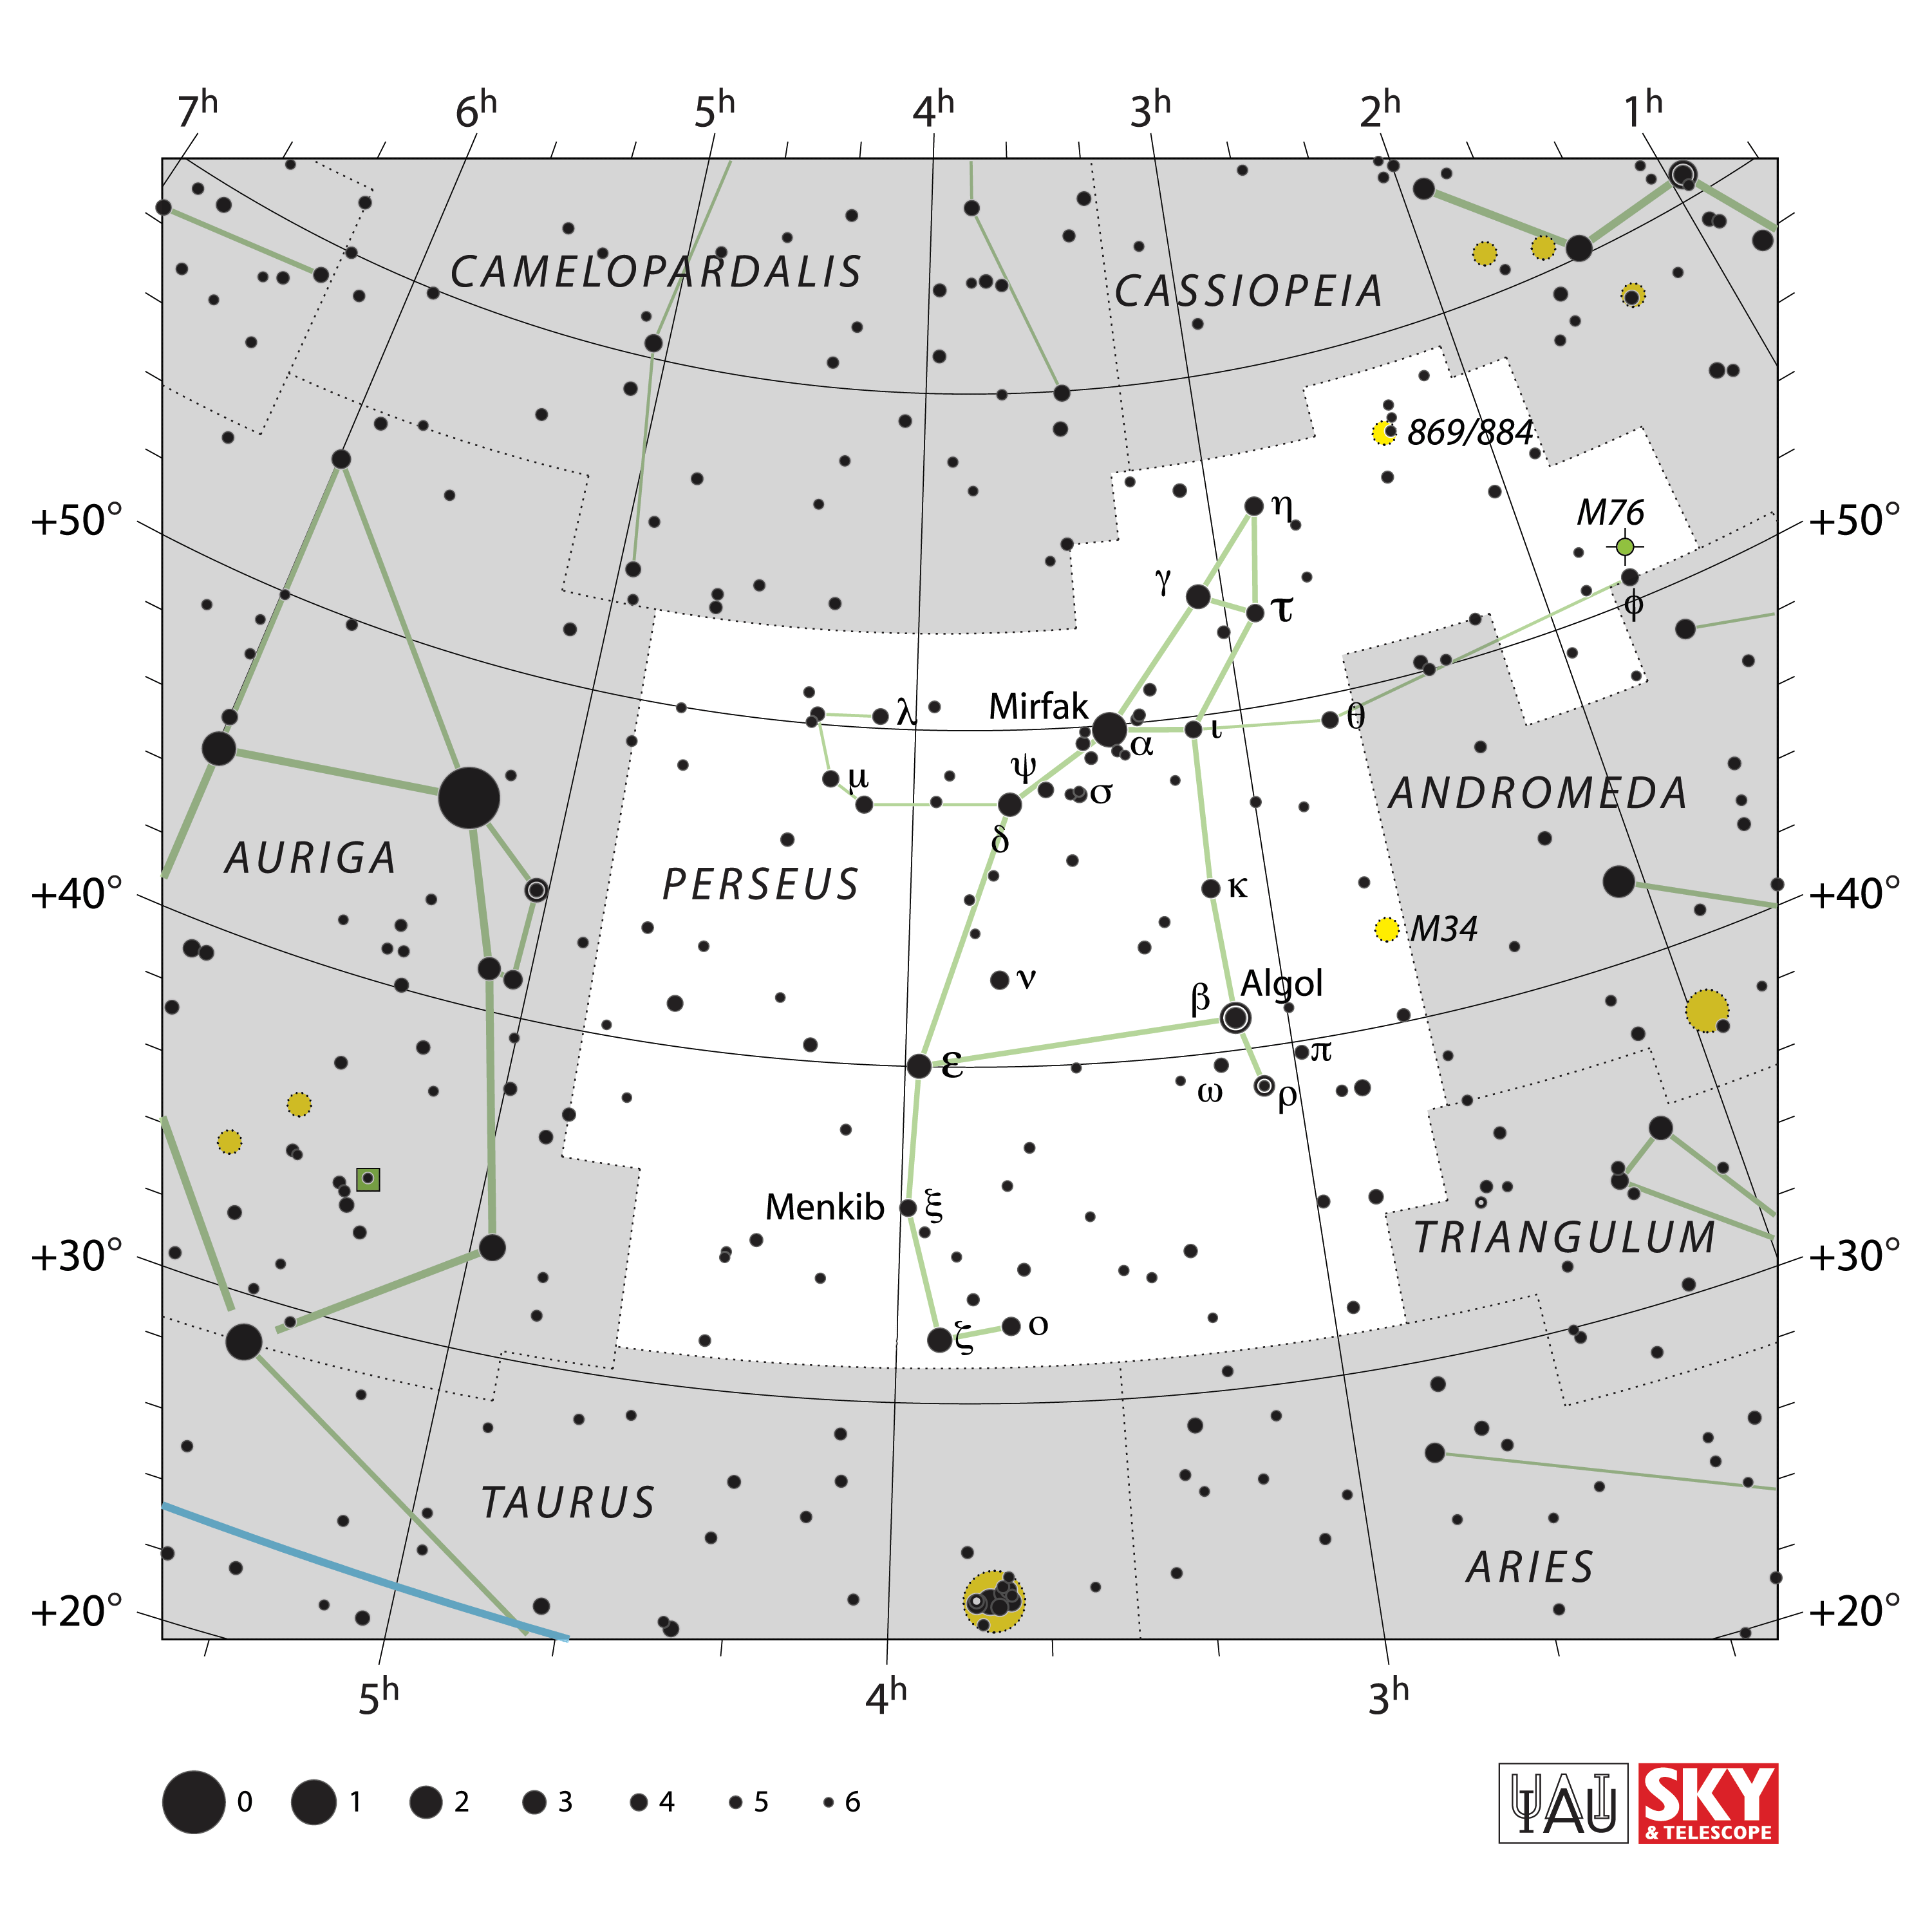 7h 6h 5h 4h 3h 2h 1h
CAMELOPARDALIS
CASSIOPEIA
869/884
+50° M76 +50°
η
γ τ φ
λ Mirfak α ι θ
μ ψ σ ANDROMEDA
δ
AURIGA PERSEUS κ
+40° +40°
M34
ν Algol
β
ε π
ω ρ
Menkib ξ
TRIANGULUM
+30° +30°
ζ ο
TAURUS
ARIES
+20° +20°
5h 4h 3h
0 1 2 3 4 5 6
IAU
SKY
& TELESCOPE